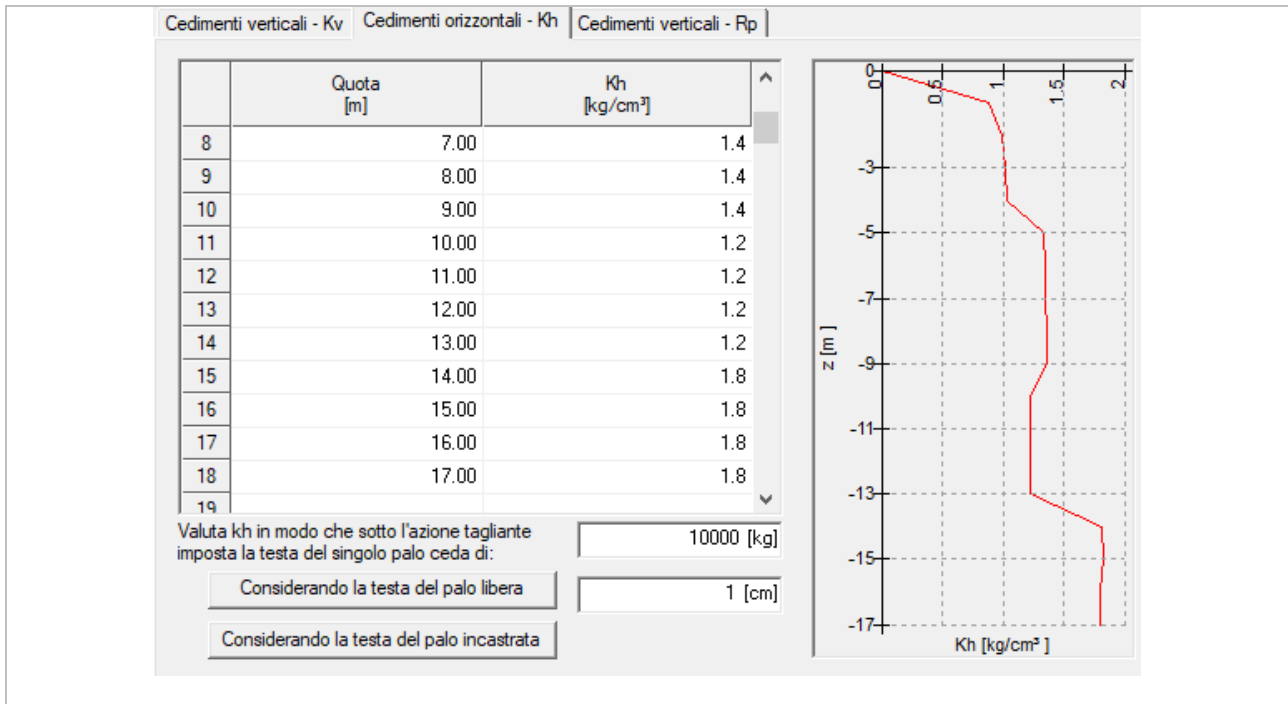 Cedimenti verticali - Kv Cedimenti orizzontali - Kh Cedimenti verticali - Rp
Quota Kh
[m] [kg/cm³]
8 7.00 1.4
9 8.00 1.4
10 9.00 1.4
11 10.00 1.2
12 11.00 1.2
13 12.00 1.2
14 13.00 1.2
15 14.00 1.8
16 15.00 1.8
17 16.00 1.8
18 17.00 1.8
19
Valuta kh in modo che sotto l'azione tagliante
imposta la testa del singolo palo ceda di:
10000 [kg]
Considerando la testa del palo libera
1 [cm]
Considerando la testa del palo incastrata
0 0.5 1 1.5 2
0
-3
-5
-7
-9
-11
-13
-15
-17
z [m ]
Kh [kg/cm³ ]